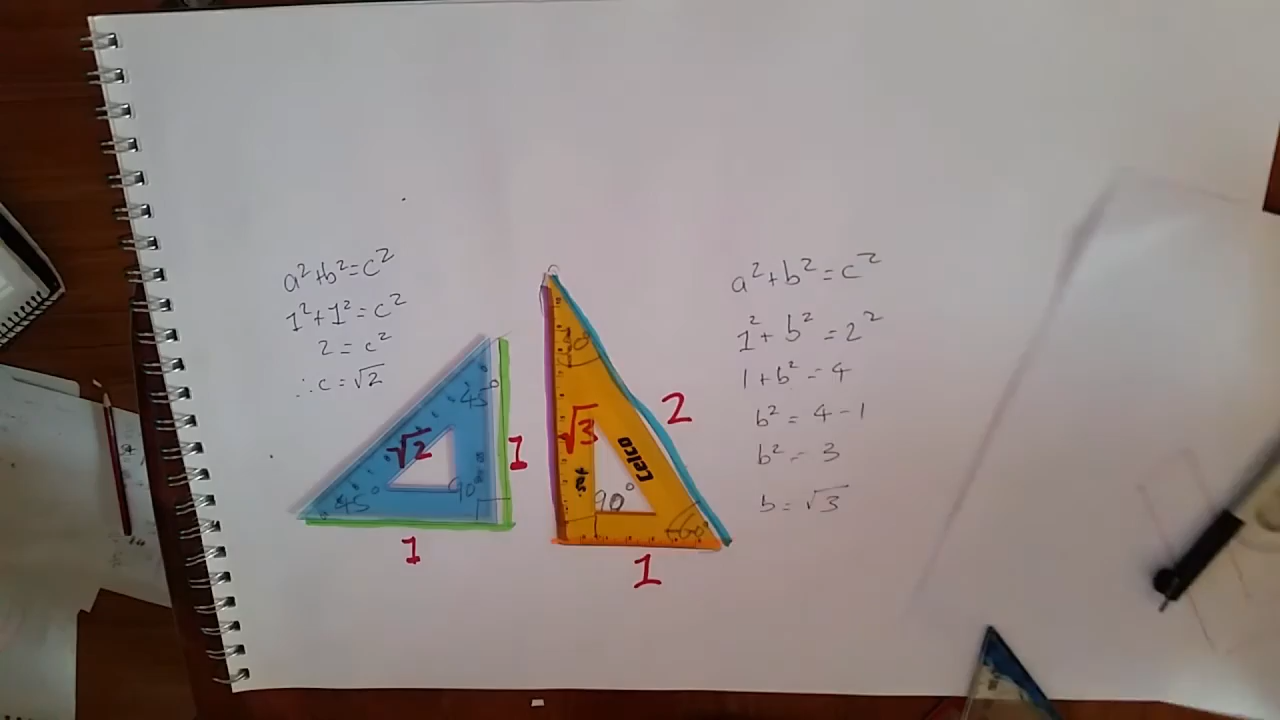 a²+b²=c²
1²+1²=c²
2=c²
∴c=√2
45°
√2
45°
90°
1
1
√3
2
Celco
90°
60°
1
a²+b²=c²
1²+b²=2²
1+b²=4
b²=4-1
b²=3
b=√3